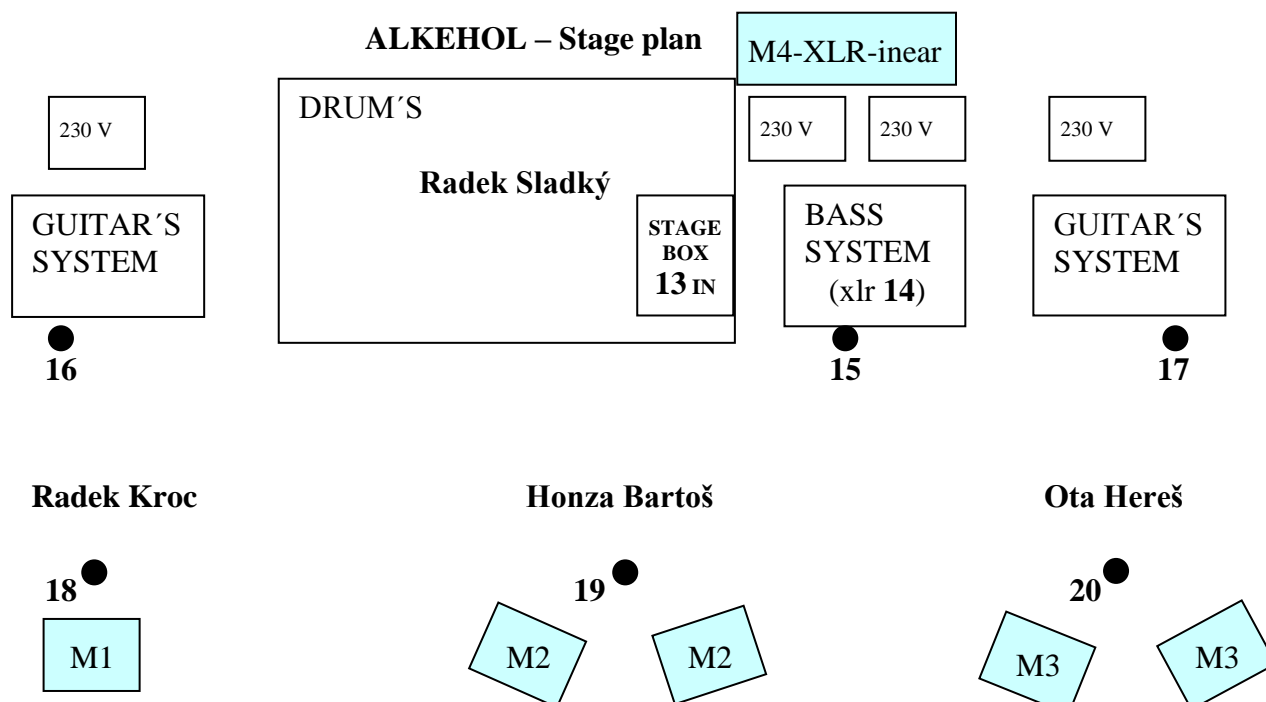 ALKEHOL – Stage plan
M4-XLR-inear
230 V
DRUM´S
230 V
230 V
230 V
Radek Sladký
GUITAR´S
SYSTEM
STAGE
BOX
13 IN
BASS
SYSTEM
(xlr 14)
GUITAR´S
SYSTEM
16
15
17
Radek Kroc
Honza Bartoš
Ota Hereš
18
19
20
M1
M2
M2
M3
M3